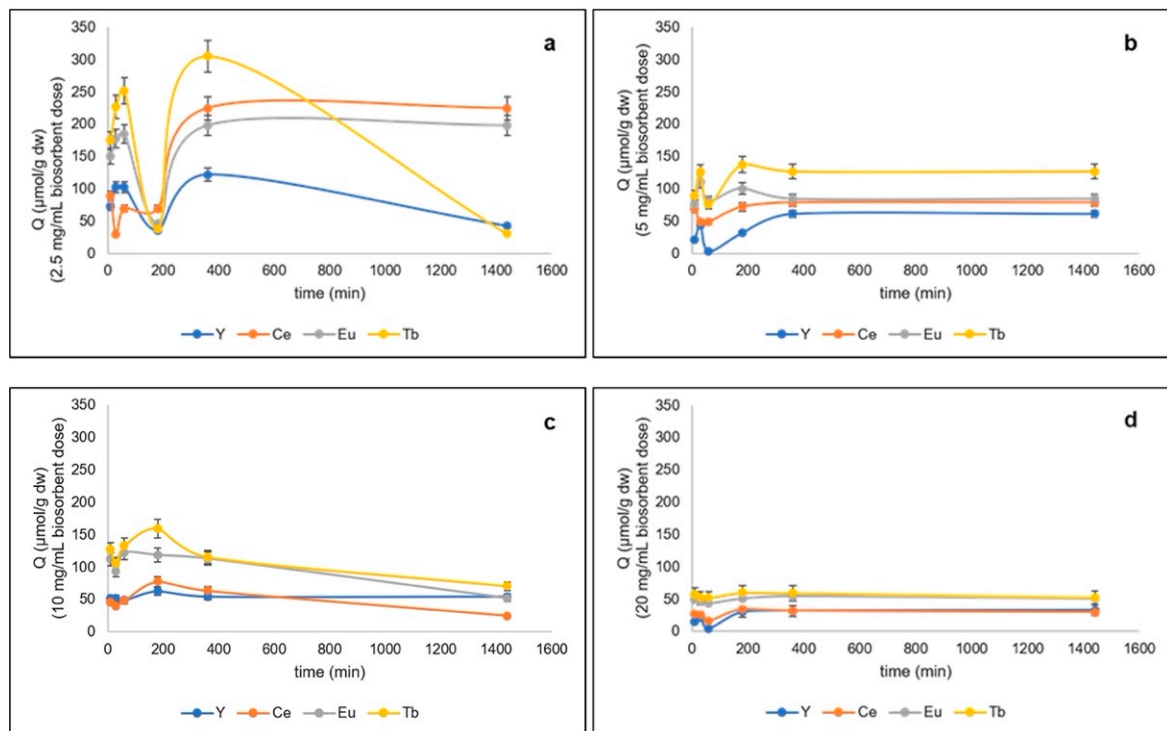 a
350
300
250
200
150
100
50
0
Q (µmol/g dw)
(2.5 mg/mL biosorbent dose)
0 200 400 600 800 1000 1200 1400 1600
time (min)
Y Ce Eu Tb
b
350
300
250
200
150
100
50
0
Q (µmol/g dw)
(5 mg/mL biosorbent dose)
0 200 400 600 800 1000 1200 1400 1600
time (min)
Y Ce Eu Tb
c
350
300
250
200
150
100
50
0
Q (µmol/g dw)
(10 mg/mL biosorbent dose)
0 200 400 600 800 1000 1200 1400 1600
time (min)
Y Ce Eu Tb
d
350
300
250
200
150
100
50
0
Q (µmol/g dw)
(20 mg/mL biosorbent dose)
0 200 400 600 800 1000 1200 1400 1600
time (min)
Y Ce Eu Tb